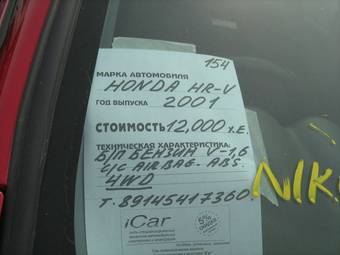 154
МАРКА АВТОМОБИЛЯ
HONDA HR-V
ГОД ВЫПУСКА 2001
СТОИМОСТЬ 12,000 У.Е.
ТЕХНИЧЕСКАЯ ХАРАКТЕРИСТИКА:
Б/П БЕНЗИН V-1,6
С/С AIRBAG. ABS.
4WD
Т. 89145417360
iCar
5%
NIK